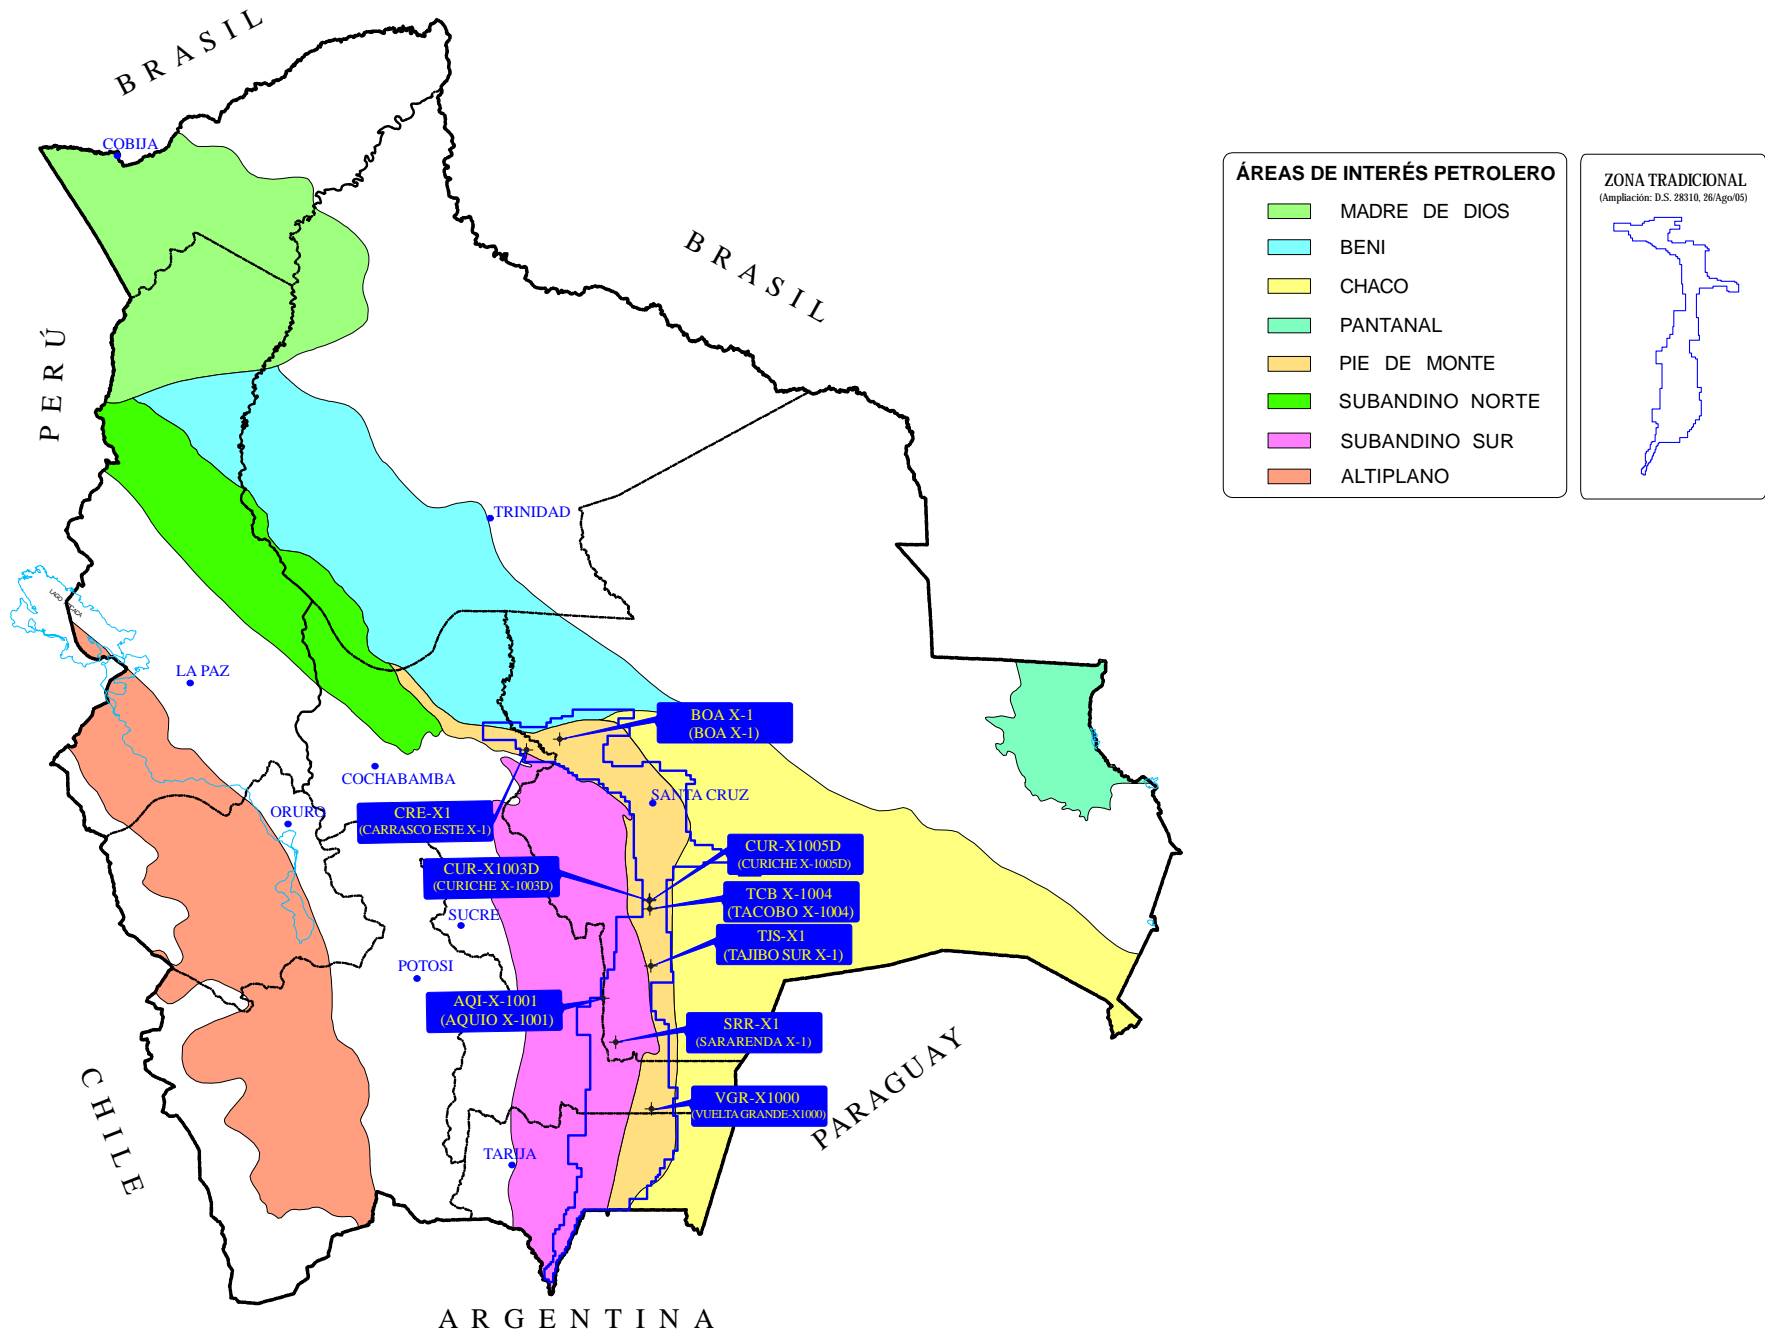 BRASIL
COBIJA
BRASIL
PERÚ
TRINIDAD
LAGO
LA PAZ
COCHABAMBA
ORURO
SANTA CRUZ
SUCRE
POTOSI
TARIJA
CHILE
PARAGUAY
ARGENTINA
BOA X-1
(BOA X-1)
CRE-X1
(CARRASCO ESTE X-1)
CUR-X1005D
(CURICHE X-1005D)
CUR-X1003D
(CURICHE X-1003D)
TCB X-1004
(TACOBO X-1004)
TJS-X1
(TAJIBO SUR X-1)
AQI-X-1001
(AQUIO X-1001)
SRR-X1
(SARARENDA X-1)
VGR-X1000
(VUELTA GRANDE-X1000)
ÁREAS DE INTERÉS PETROLERO
MADRE DE DIOS
BENI
CHACO
PANTANAL
PIE DE MONTE
SUBANDINO NORTE
SUBANDINO SUR
ALTIPLANO
ZONA TRADICIONAL
(Ampliación: D.S. 28310, 26/Ago/05)